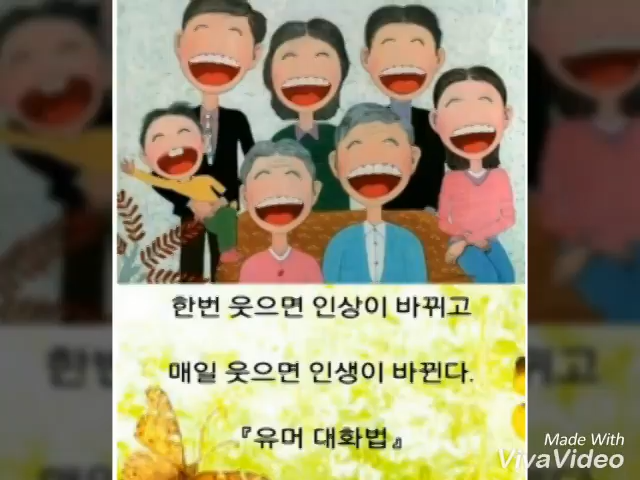 한번 웃으면 인상이 바뀌고
매일 웃으면 인생이 바뀐다.
『유머 대화법』
Made With
VivaVideo